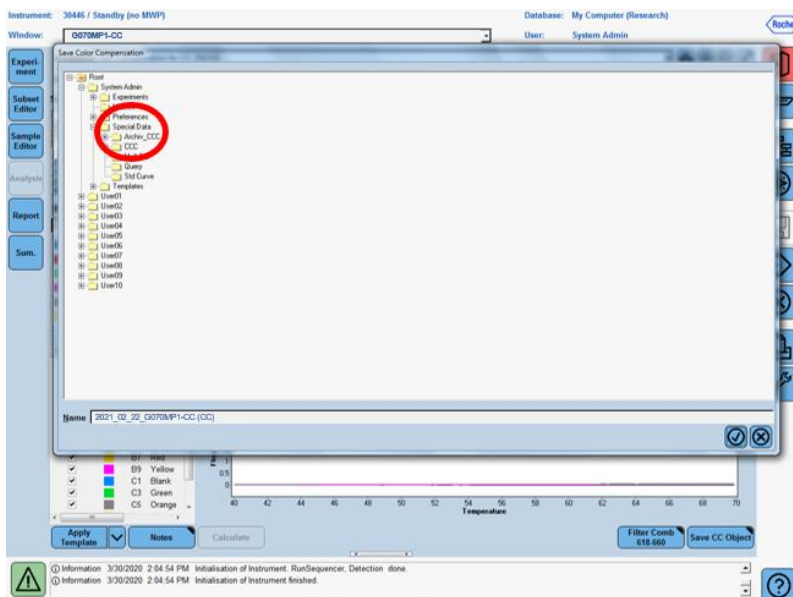 Instrument: 30446 / Standby (no MWP) Database: My Computer (Research)
Window: G070MP1-CC User: System Admin
Roche
Save Color Compensation
Experi-
ment
Subset
Editor
Sample
Editor
Analysis
Report
Sum.
Root
System Admin
Experiments
Preferences
Special Data
Archiv_CCC
CCC
Query
Std Curve
Templates
User01
User02
User03
User04
User05
User06
User07
User08
User09
User10
Name 2021_02_22_G070MP1-CC (CC)
B7 Red
B9 Yellow
C1 Blank
C3 Green
C5 Orange
0.5
0
40 42 44 46 48 50 52 54 56 58 60 62 64 66 68 70
Temperature
Apply
Template
Notes
Calculate
Filter Comb
618-660
Save CC Object
Information 3/30/2020 2:04:54 PM Initialisation of Instrument. RunSequencer, Detection done.
Information 3/30/2020 2:04:54 PM Initialisation of Instrument finished.